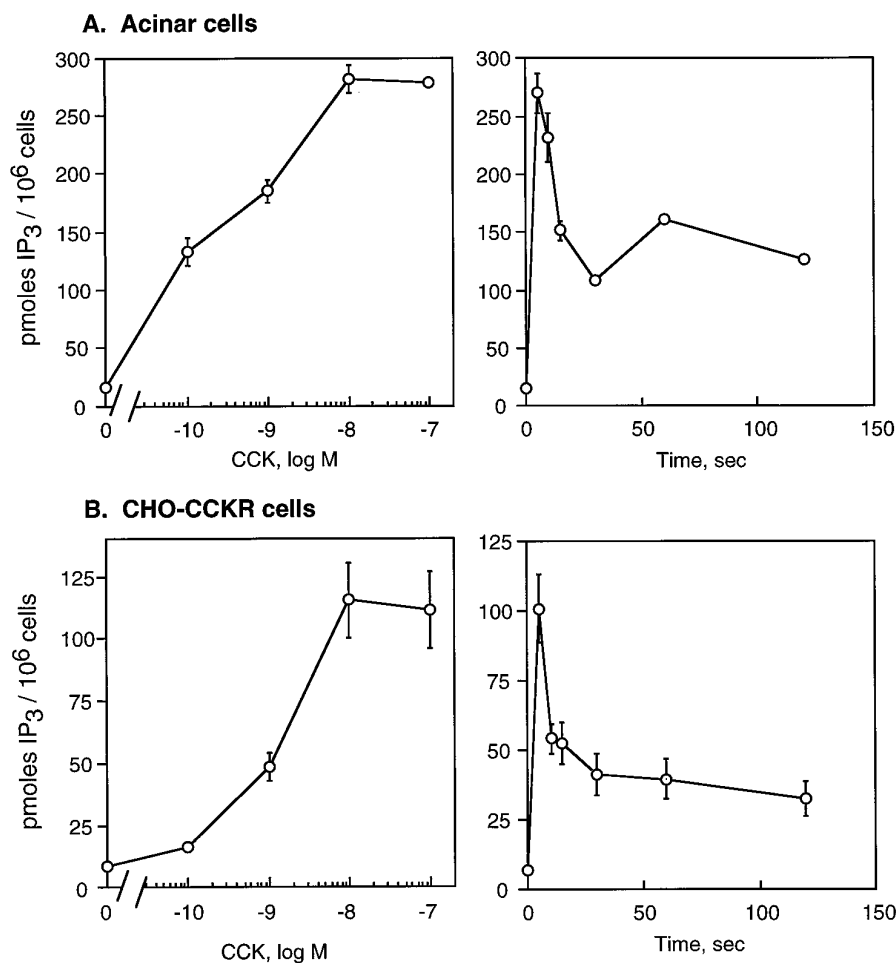 A. Acinar cells
pmoles IP3 / 10^6 cells
300
250
200
150
100
50
0
0 -10 -9 -8 -7
CCK, log M
300
250
200
150
100
50
0
0 50 100 150
Time, sec
B. CHO-CCKR cells
pmoles IP3 / 10^6 cells
125
100
75
50
25
0
0 -10 -9 -8 -7
CCK, log M
125
100
75
50
25
0
0 50 100 150
Time, sec